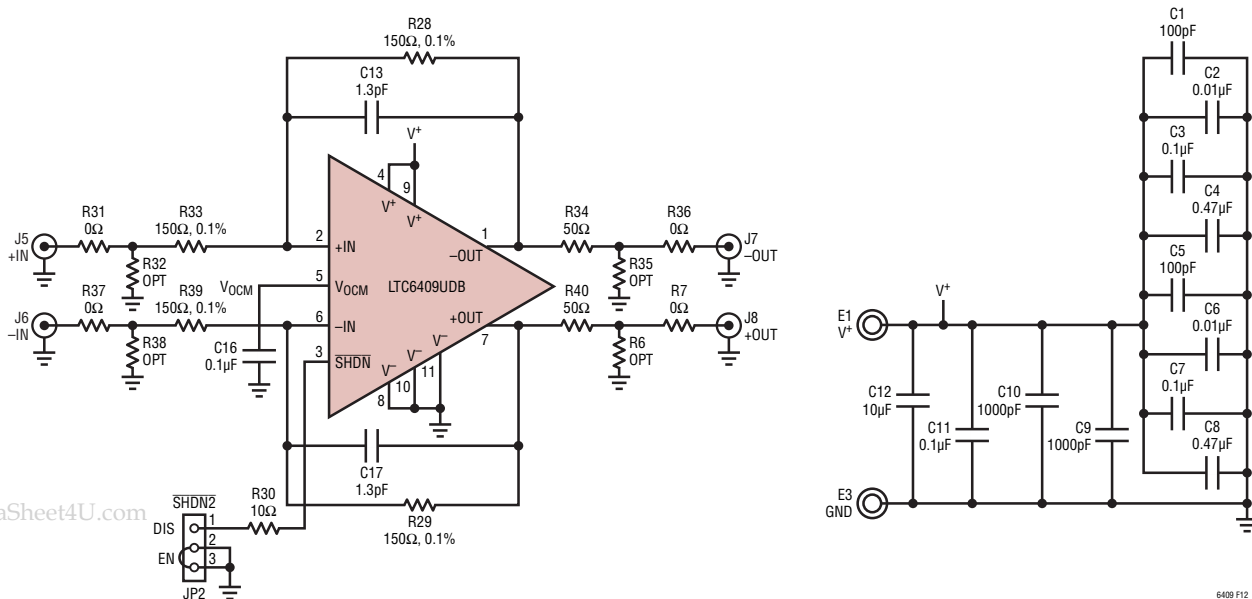 R28
150Ω, 0.1%
C13
1.3pF
V+
4
9
V+
V+
J5
+IN
R31
0Ω
R33
150Ω, 0.1%
R32
OPT
2
+IN
1
–OUT
R34
50Ω
R36
0Ω
J7
–OUT
R35
OPT
5
VOCM
VOCM
LTC6409UDB
J6
–IN
R37
0Ω
R39
150Ω, 0.1%
R38
OPT
6
–IN
+OUT
7
R40
50Ω
R7
0Ω
J8
+OUT
R6
OPT
C16
0.1µF
3
SHDN
V–
V–
V–
8
10
11
C17
1.3pF
R29
150Ω, 0.1%
aSheet4U.com
SHDN2
R30
10Ω
DIS
1
2
EN
3
JP2
C1
100pF
C2
0.01µF
C3
0.1µF
C4
0.47µF
C5
100pF
C6
0.01µF
C7
0.1µF
C8
0.47µF
E1
V+
V+
C12
10µF
C11
0.1µF
C10
1000pF
C9
1000pF
E3
GND
6409 F12